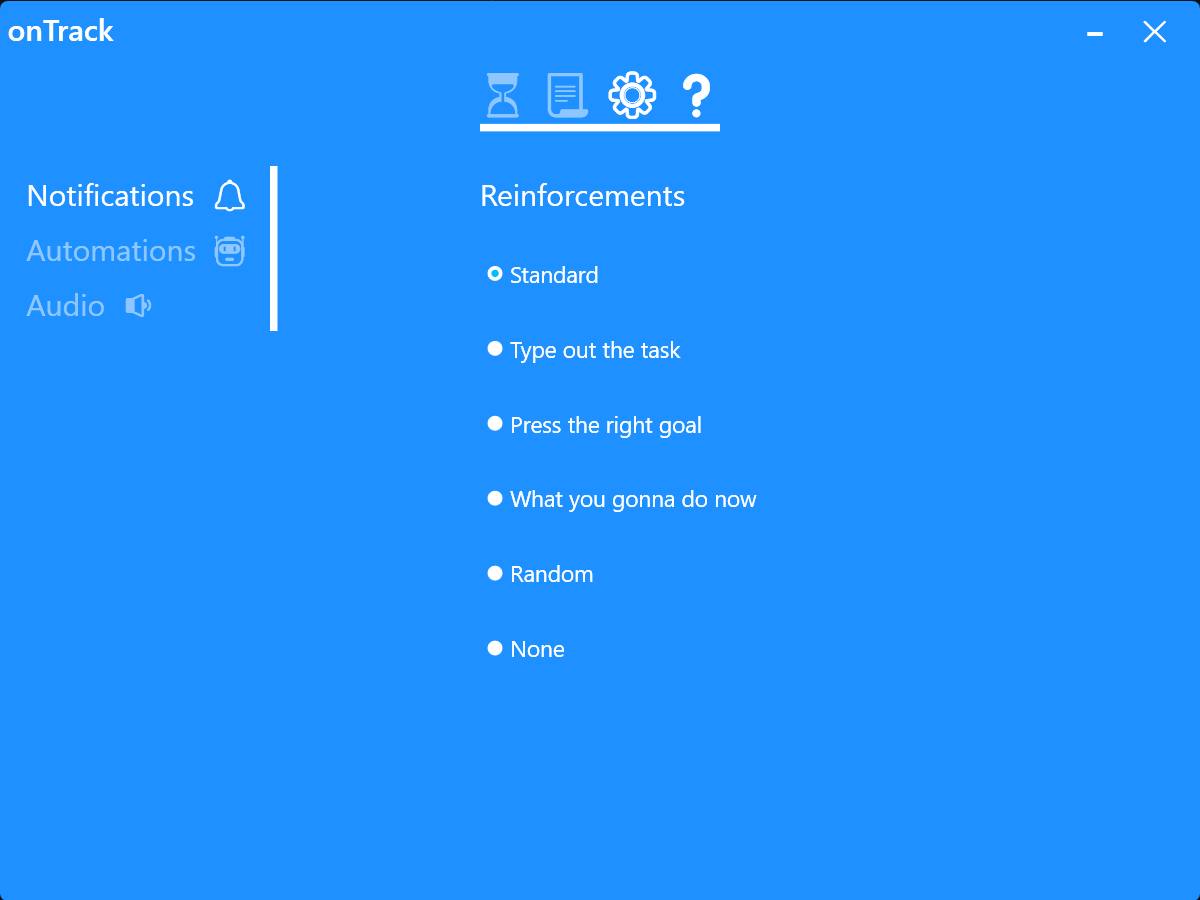 onTrack
Notifications
Automations
Audio
Reinforcements
Standard
Type out the task
Press the right goal
What you gonna do now
Random
None